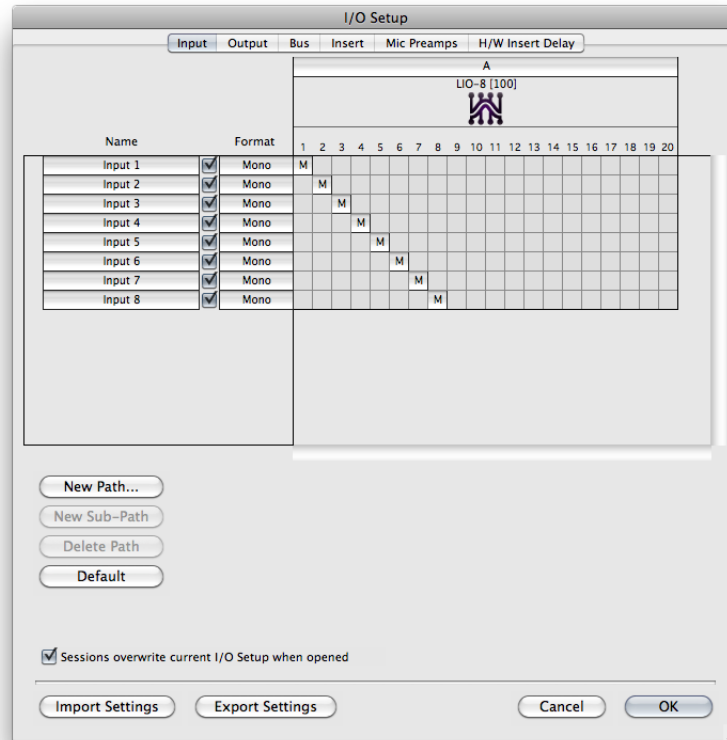 I/O Setup
Input Output Bus Insert Mic Preamps H/W Insert Delay
A
LIO-8 [100]
Name Format 1 2 3 4 5 6 7 8 9 10 11 12 13 14 15 16 17 18 19 20
Input 1 Mono M
Input 2 Mono M
Input 3 Mono M
Input 4 Mono M
Input 5 Mono M
Input 6 Mono M
Input 7 Mono M
Input 8 Mono M
New Path...
New Sub-Path
Delete Path
Default
Sessions overwrite current I/O Setup when opened
Import Settings Export Settings Cancel OK